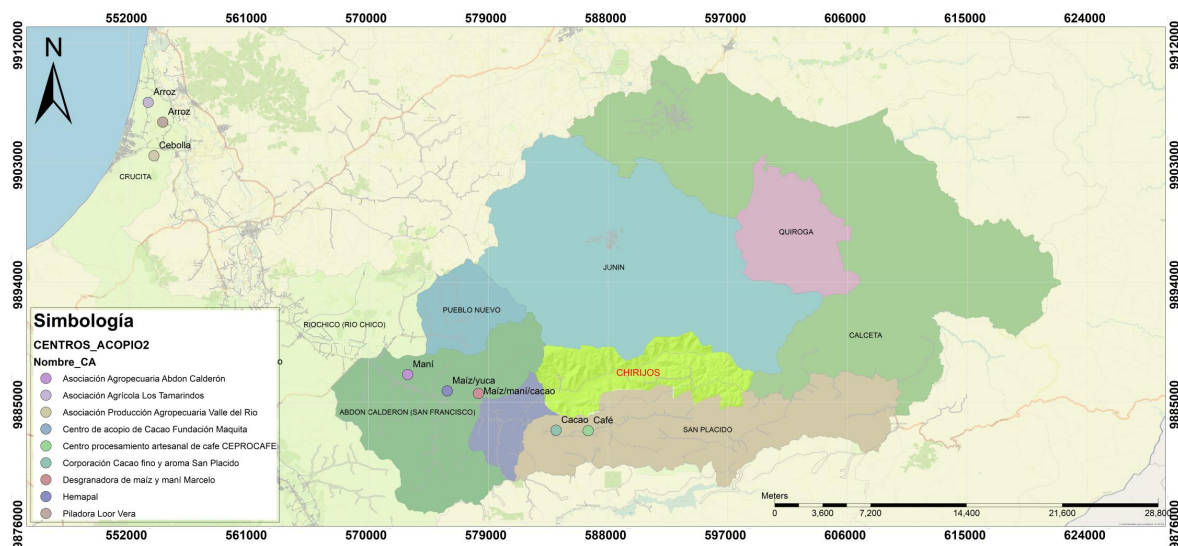 552000 561000 570000 579000 588000 597000 606000 615000 624000
9912000 9912000
N
Arroz
Arroz
Cebolla
9903000 9903000
CRUCITA
QUIROGA
JUNIN
9894000 9894000
PUEBLO NUEVO
RIOCHICO (RIO CHICO)
CALCETA
Maní
CHIRIJOS
Maíz/yuca
Maíz/maní/cacao
9885000 9885000
ABDON CALDERON (SAN FRANCISCO)
Cacao Café
SAN PLACIDO
Simbología
CENTROS_ACOPIO2
Nombre_CA
Asociación Agropecuaria Abdon Calderón
Asociación Agrícola Los Tamarindos
Asociación Producción Agropecuaria Valle del Rio
Centro de acopio de Cacao Fundación Maquita
Centro procesamiento artesanal de cafe CEPROCAFE
Corporación Cacao fino y aroma San Placido
Desgranadora de maíz y maní Marcelo
Hemapal
Piladora Loor Vera
Meters
0 3,600 7,200 14,400 21,600 28,800
9876000 9876000
552000 561000 570000 579000 588000 597000 606000 615000 624000